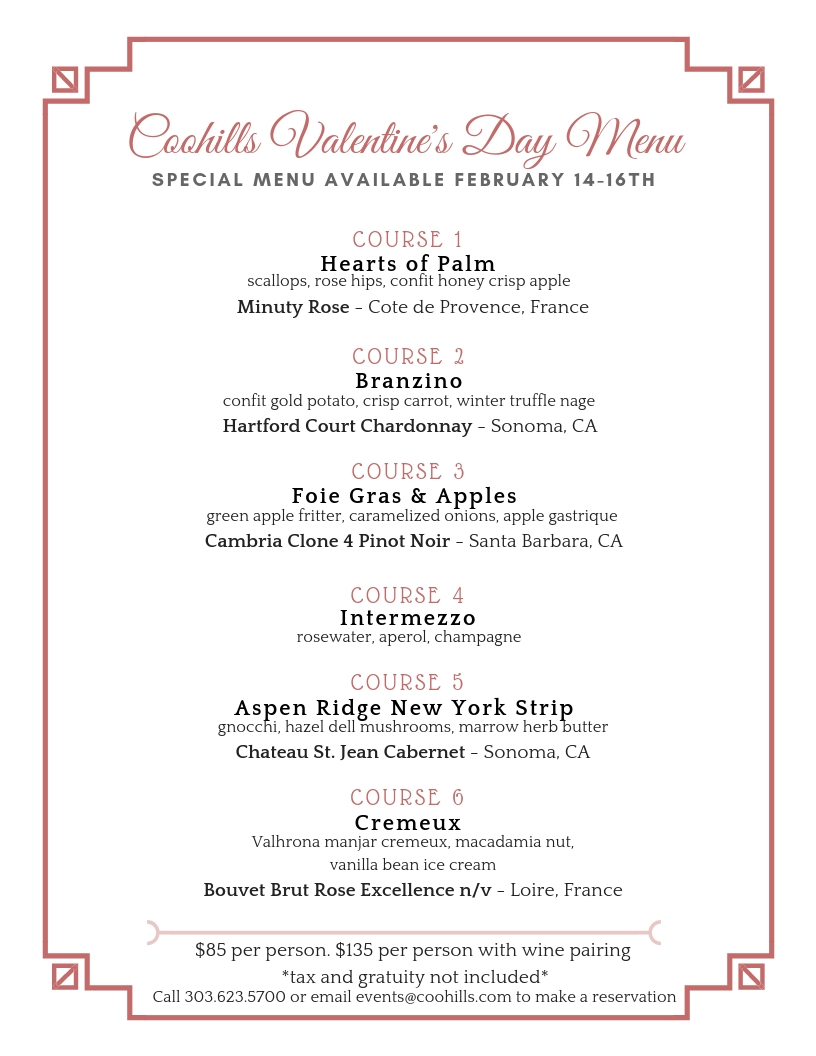 Coohills Valentine's Day Menu
SPECIAL MENU AVAILABLE FEBRUARY 14-16TH
COURSE 1
Hearts of Palm
scallops, rose hips, confit honey crisp apple
Minuty Rose - Cote de Provence, France
COURSE 2
Branzino
confit gold potato, crisp carrot, winter truffle nage
Hartford Court Chardonnay - Sonoma, CA
COURSE 3
Foie Gras & Apples
green apple fritter, caramelized onions, apple gastrique
Cambria Clone 4 Pinot Noir - Santa Barbara, CA
COURSE 4
Intermezzo
rosewater, aperol, champagne
COURSE 5
Aspen Ridge New York Strip
gnocchi, hazel dell mushrooms, marrow herb butter
Chateau St. Jean Cabernet - Sonoma, CA
COURSE 6
Cremeux
Valhrona manjar cremeux, macadamia nut,
vanilla bean ice cream
Bouvet Brut Rose Excellence n/v - Loire, France
$85 per person. $135 per person with wine pairing
*tax and gratuity not included*
Call 303.623.5700 or email events@coohills.com to make a reservation